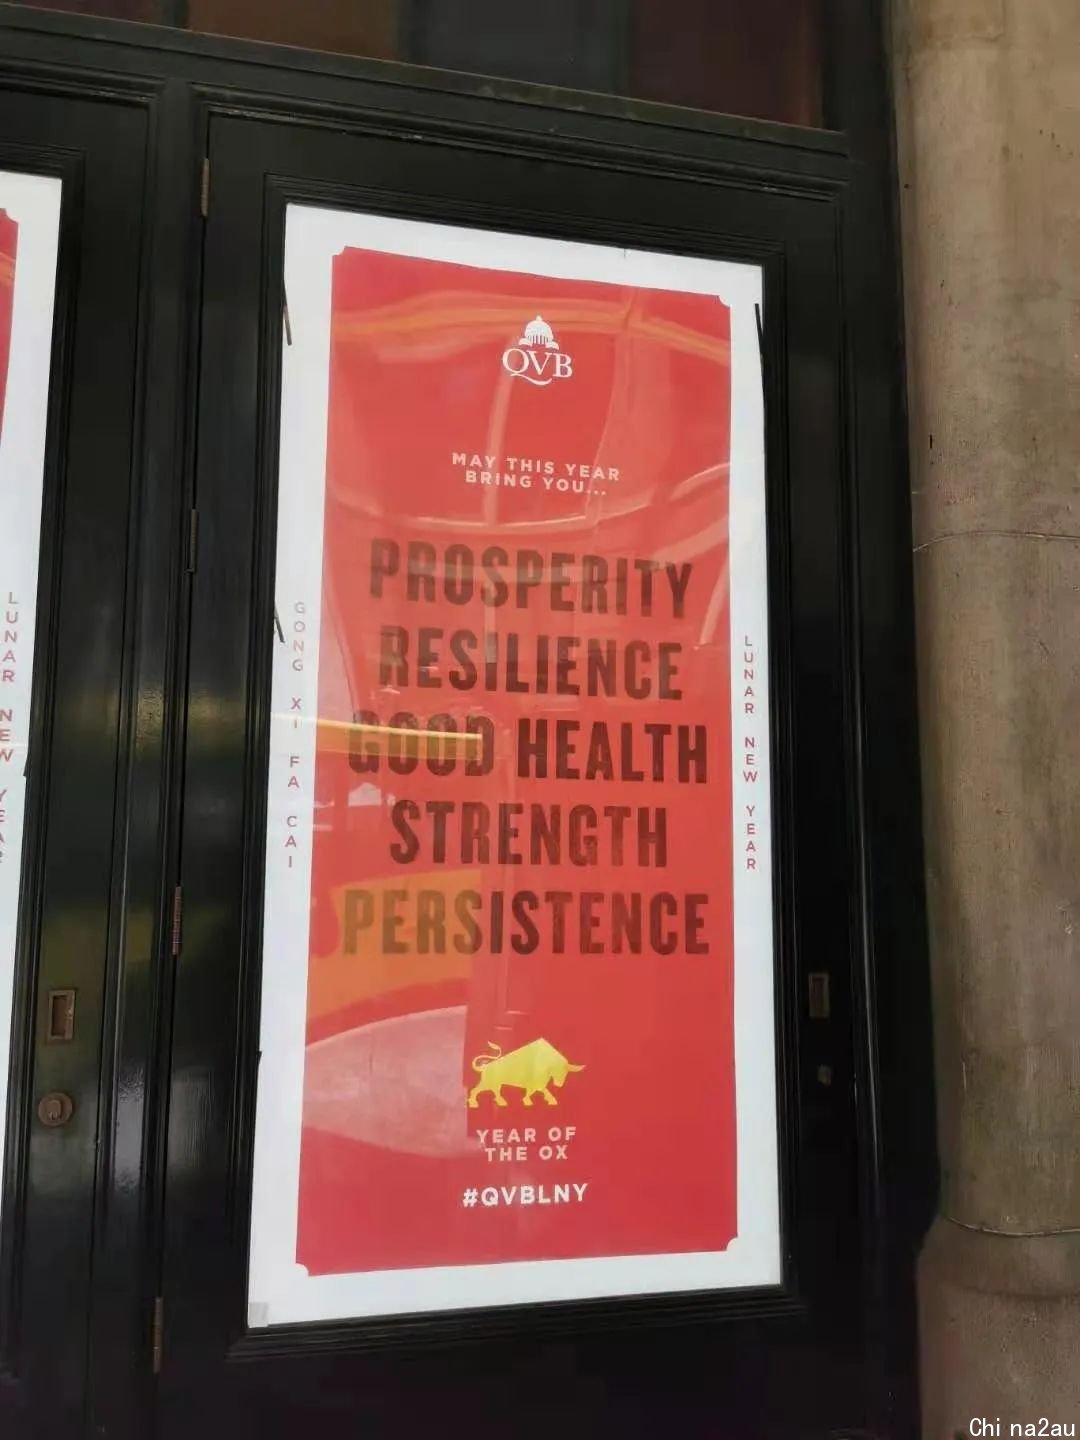 QVB
MAY THIS YEAR
BRING YOU...
PROSPERITY
RESILIENCE
GOOD HEALTH
STRENGTH
PERSISTENCE
YEAR OF
THE OX
#QVBLNY
GONG XI FA CAI
LUNAR NEW YEAR
LUNAR NEW YEAR
Chi na2au